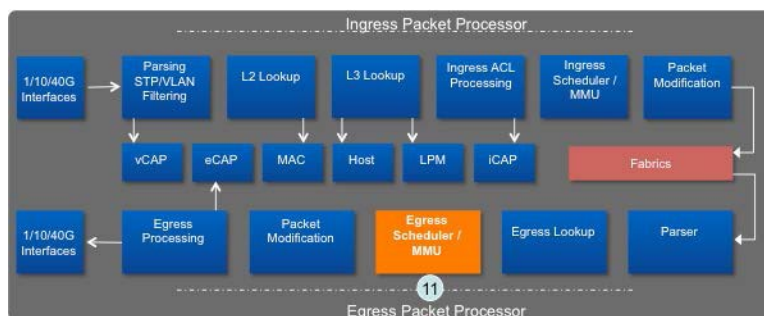 Ingress Packet Processor
1/10/40G
Interfaces
Parsing
STP/VLAN
Filtering
L2 Lookup
L3 Lookup
Ingress ACL
Processing
Ingress
Scheduler /
MMU
Packet
Modification
vCAP
eCAP
MAC
Host
LPM
iCAP
Fabrics
1/10/40G
Interfaces
Egress
Processing
Packet
Modification
Egress
Scheduler /
MMU
Egress Lookup
Parser
11
Egress Packet Processor